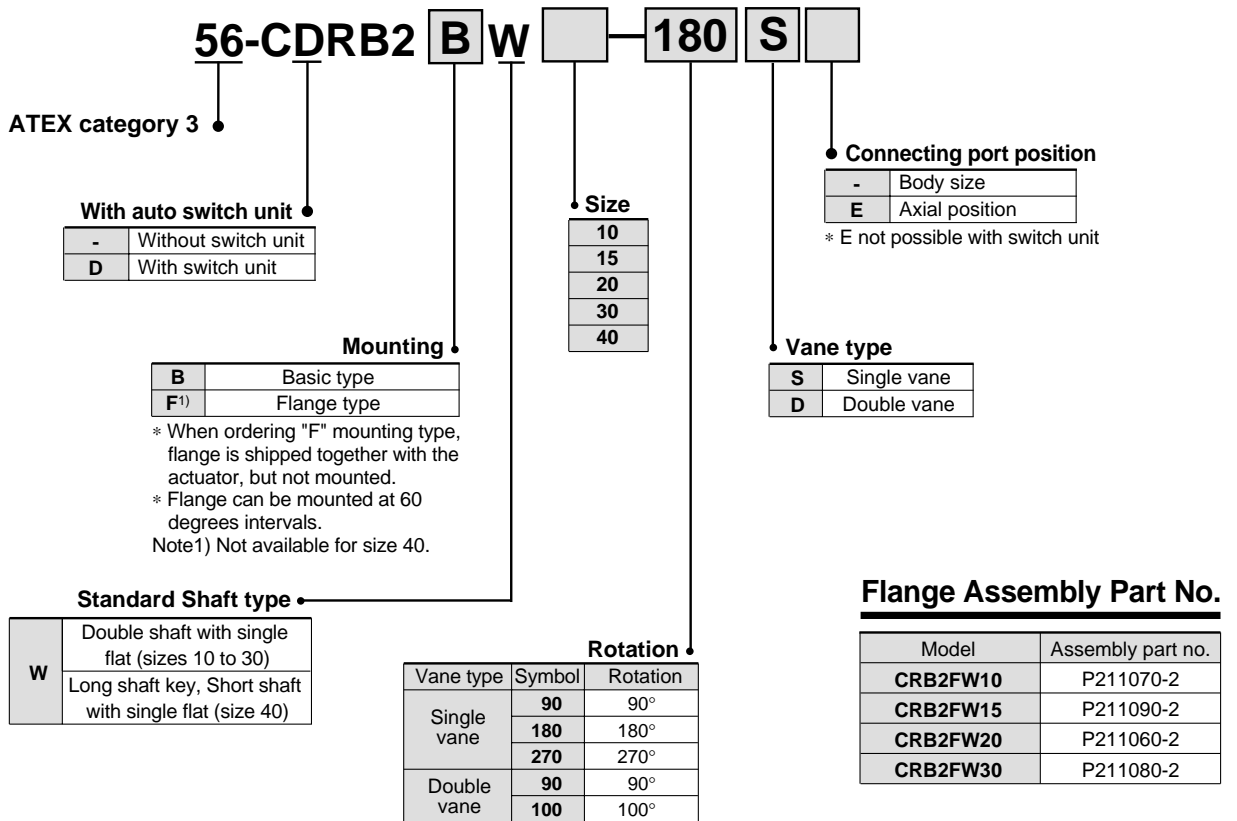 56-CDRB2 B W — 180 S
ATEX category 3
With auto switch unit
- Without switch unit
D With switch unit
Mounting
B Basic type
F1) Flange type
* When ordering "F" mounting type,
flange is shipped together with the
actuator, but not mounted.
* Flange can be mounted at 60
degrees intervals.
Note1) Not available for size 40.
Standard Shaft type
W
Double shaft with single
flat (sizes 10 to 30)
Long shaft key, Short shaft
with single flat (size 40)
Size
10
15
20
30
40
Rotation
Vane type Symbol Rotation
Single
vane
90 90°
180 180°
270 270°
Double
vane
90 90°
100 100°
Connecting port position
- Body size
E Axial position
* E not possible with switch unit
Vane type
S Single vane
D Double vane
Flange Assembly Part No.
Model Assembly part no.
CRB2FW10 P211070-2
CRB2FW15 P211090-2
CRB2FW20 P211060-2
CRB2FW30 P211080-2